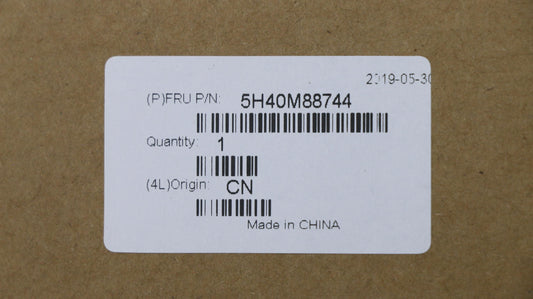 2019-05-30
(P)FRU P/N: 5H40M88744
Quantity: 1
(4L)Origin: CN
Made in CHINA